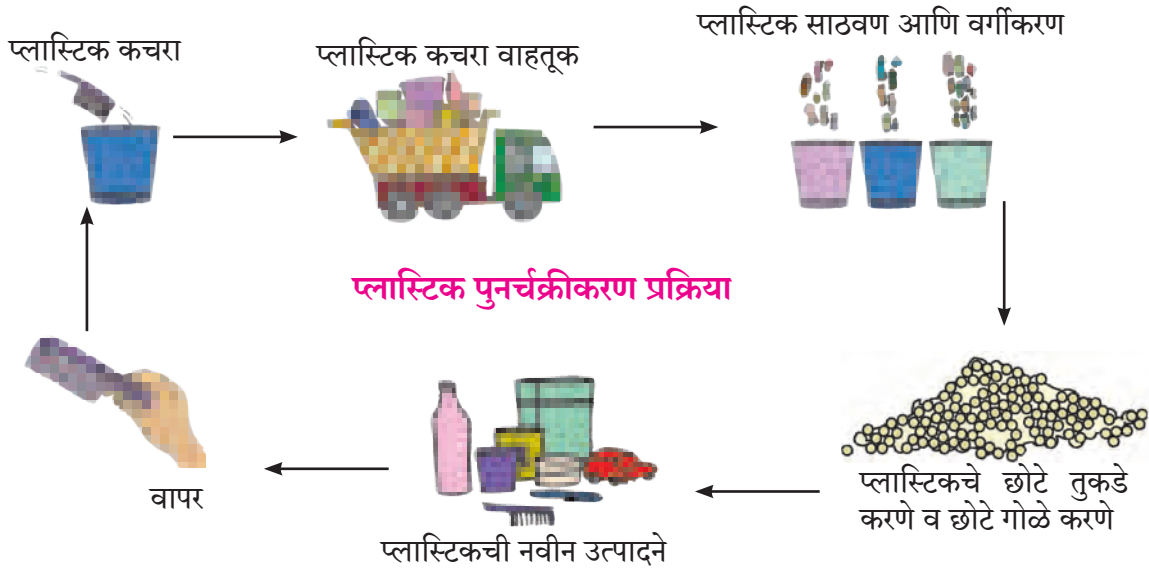 प्लास्टिक कचरा
प्लास्टिक कचरा वाहतूक
प्लास्टिक साठवण आणि वर्गीकरण
प्लास्टिक पुनर्चक्रीकरण प्रक्रिया
प्लास्टिकचे छोटे तुकडे
करणे व छोटे गोळे करणे
प्लास्टिकची नवीन उत्पादने
वापर